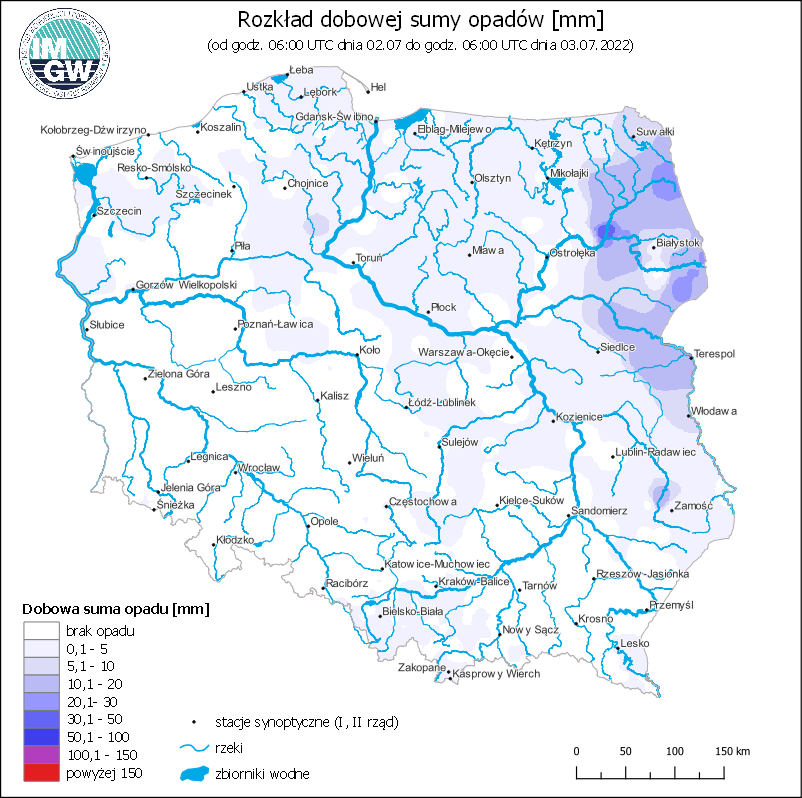 Rozkład dobowej sumy opadów [mm]
(od godz. 06:00 UTC dnia 02.07 do godz. 06:00 UTC dnia 03.07.2022)
IM
GW
Łeba
Ustka
Hel
Lębork
Gdańsk-Świbno
Koszalin
Kołobrzeg-Dźwirzyno
Elbląg-Milejewo
Suwałki
Kętrzyn
Świnoujście
Resko-Smólsko
Mikołajki
Olsztyn
Chojnice
Szczecinek
Szczecin
Białystok
Piła
Mława
Ostrołęka
Toruń
Gorzów Wielkopolski
Płock
Słubice
Poznań-Ławica
Siedlce
Koło
Warszawa-Okęcie
Terespol
Zielona Góra
Leszno
Kalisz
Łódź-Lublinek
Włodawa
Kozienice
Sulejów
Lublin-Radawiec
Legnica
Wieluń
Wrocław
Jelenia Góra
Śnieżka
Częstochowa
Kielce-Suków
Zamość
Sandomierz
Opole
Kłodzko
Katowice-Muchowiec
Rzeszów-Jasionka
Racibórz
Kraków-Balice
Tarnów
Przemyśl
Bielsko-Biała
Krosno
Nowy Sącz
Lesko
Zakopane
Kasprowy Wierch
Dobowa suma opadu [mm]
brak opadu
0,1 - 5
5,1 - 10
10,1 - 20
20,1- 30
30,1 - 50
50,1 - 100
100,1 - 150
powyżej 150
stacje synoptyczne (I, II rząd)
rzeki
zbiorniki wodne
0 50 100 150 km